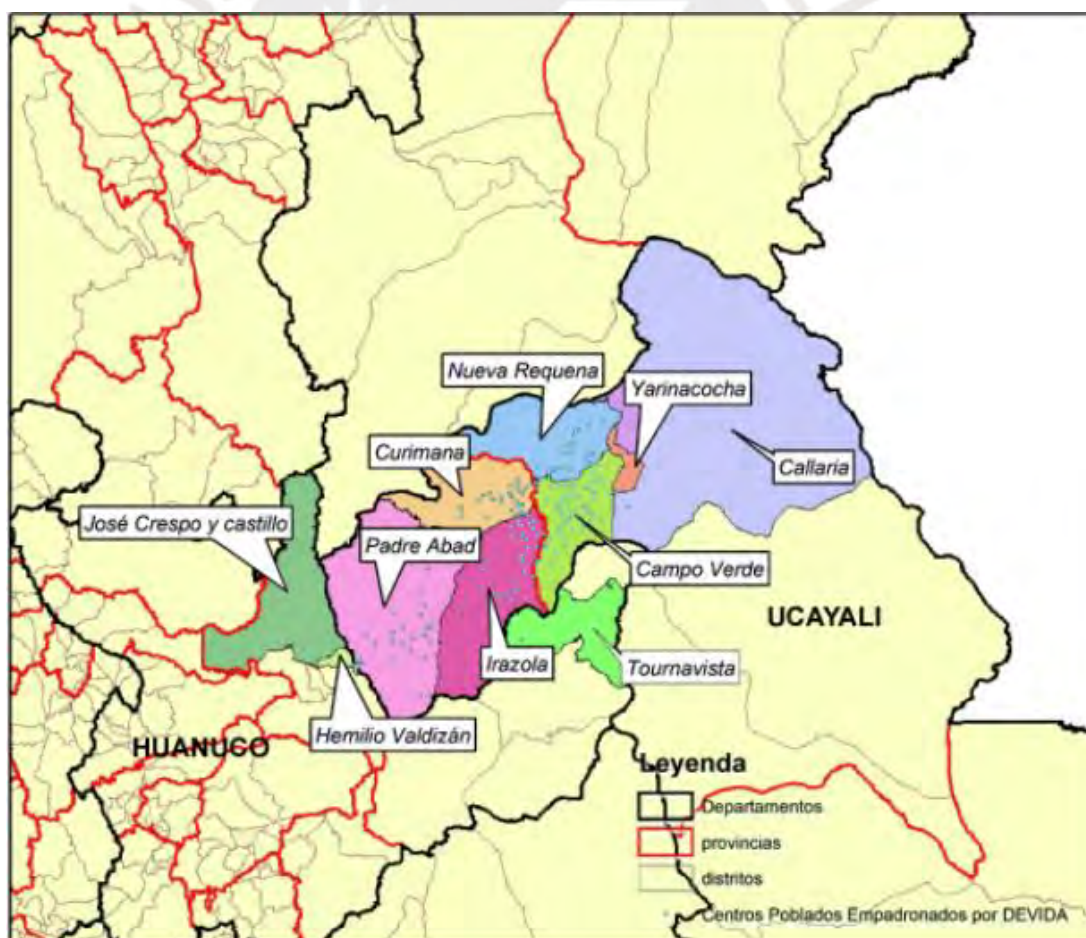 Nueva Requena
Yarinacocha
Curimana
Callaria
José Crespo y castillo
Padre Abad
Campo Verde
UCAYALI
Irazola
Tournavista
Hemilio Valdizán
HUANUCO
Leyenda
Departamentos
provincias
distritos
Centros Poblados Empadronados por DEVIDA